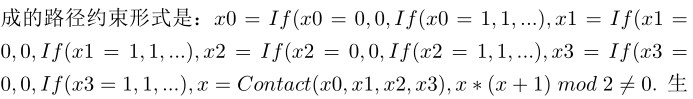 成的路径约束形式是：x0 = If(x0 = 0, 0, If(x0 = 1, 1, ...), x1 = If(x1 =
0, 0, If(x1 = 1, 1, ...), x2 = If(x2 = 0, 0, If(x2 = 1, 1, ...), x3 = If(x3 =
0, 0, If(x3 = 1, 1, ...), x = Contact(x0, x1, x2, x3), x ∗ (x + 1) mod 2 ≠ 0. 生